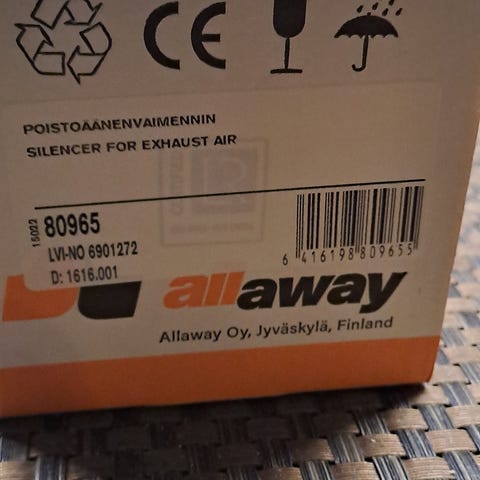 CE
POISTOÄÄNENVAIMENNIN
SILENCER FOR EXHAUST AIR
15022
80965
LVI-NO 6901272
D: 1616.001
6 416198 809655
allaway
Allaway Oy, Jyväskylä, Finland